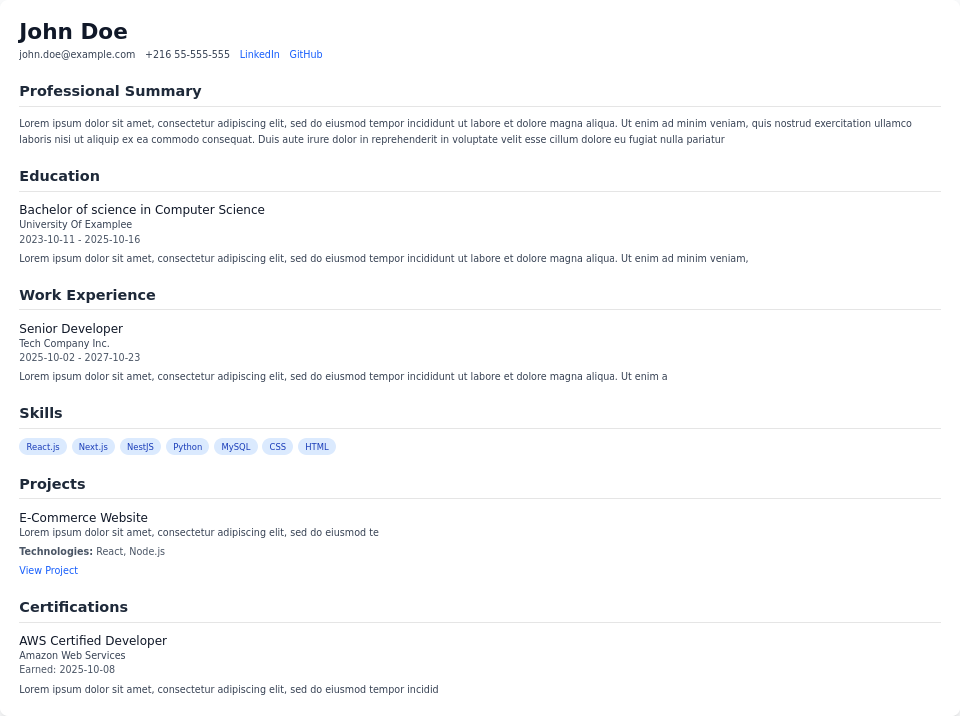 John Doe
john.doe@example.com +216 55-555-555 LinkedIn GitHub
Professional Summary
Lorem ipsum dolor sit amet, consectetur adipiscing elit, sed do eiusmod tempor incididunt ut labore et dolore magna aliqua. Ut enim ad minim veniam, quis nostrud exercitation ullamco
laboris nisi ut aliquip ex ea commodo consequat. Duis aute irure dolor in reprehenderit in voluptate velit esse cillum dolore eu fugiat nulla pariatur
Education
Bachelor of science in Computer Science
University Of Examplee
2023-10-11 - 2025-10-16
Lorem ipsum dolor sit amet, consectetur adipiscing elit, sed do eiusmod tempor incididunt ut labore et dolore magna aliqua. Ut enim ad minim veniam,
Work Experience
Senior Developer
Tech Company Inc.
2025-10-02 - 2027-10-23
Lorem ipsum dolor sit amet, consectetur adipiscing elit, sed do eiusmod tempor incididunt ut labore et dolore magna aliqua. Ut enim a
Skills
React.js Next.js NestJS Python MySQL CSS HTML
Projects
E-Commerce Website
Lorem ipsum dolor sit amet, consectetur adipiscing elit, sed do eiusmod te
Technologies: React, Node.js
View Project
Certifications
AWS Certified Developer
Amazon Web Services
Earned: 2025-10-08
Lorem ipsum dolor sit amet, consectetur adipiscing elit, sed do eiusmod tempor incidid